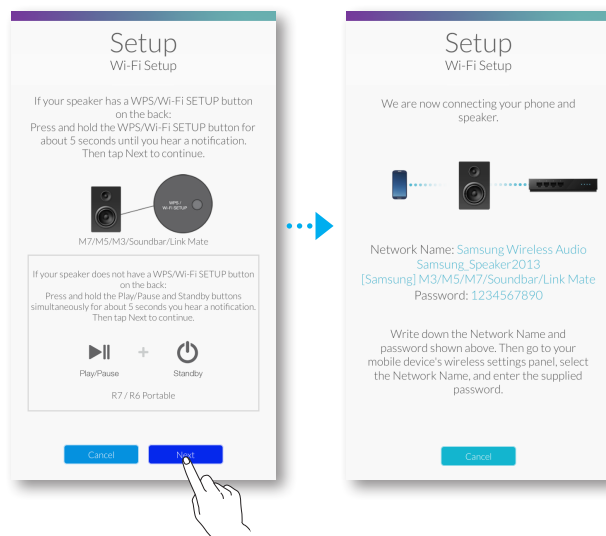 Setup
Wi-Fi Setup
If your speaker has a WPS/Wi-Fi SETUP button
on the back:
Press and hold the WPS/Wi-Fi SETUP button for
about 5 seconds until you hear a notification.
Then tap Next to continue.
WPS /
Wi-Fi SETUP
M7/M5/M3/Soundbar/Link Mate
If your speaker does not have a WPS/WI-Fi SETUP button
on the back:
Press and hold the Play/Pause and Standby buttons
simultaneously for about 5 seconds you hear a notification.
Then tap Next to continue.
+
Play/Pause
Standby
R7 / R6 Portable
Cancel
Next
Setup
Wi-Fi Setup
We are now connecting your phone and
speaker.
Network Name: Samsung Wireless Audio
Samsung_Speaker2013
[Samsung] M3/M5/M7/Soundbar/Link Mate
Password: 1234567890
Write down the Network Name and
password shown above. Then go to your
mobile device's wireless settings panel, select
the Network Name, and enter the supplied
password.
Cancel